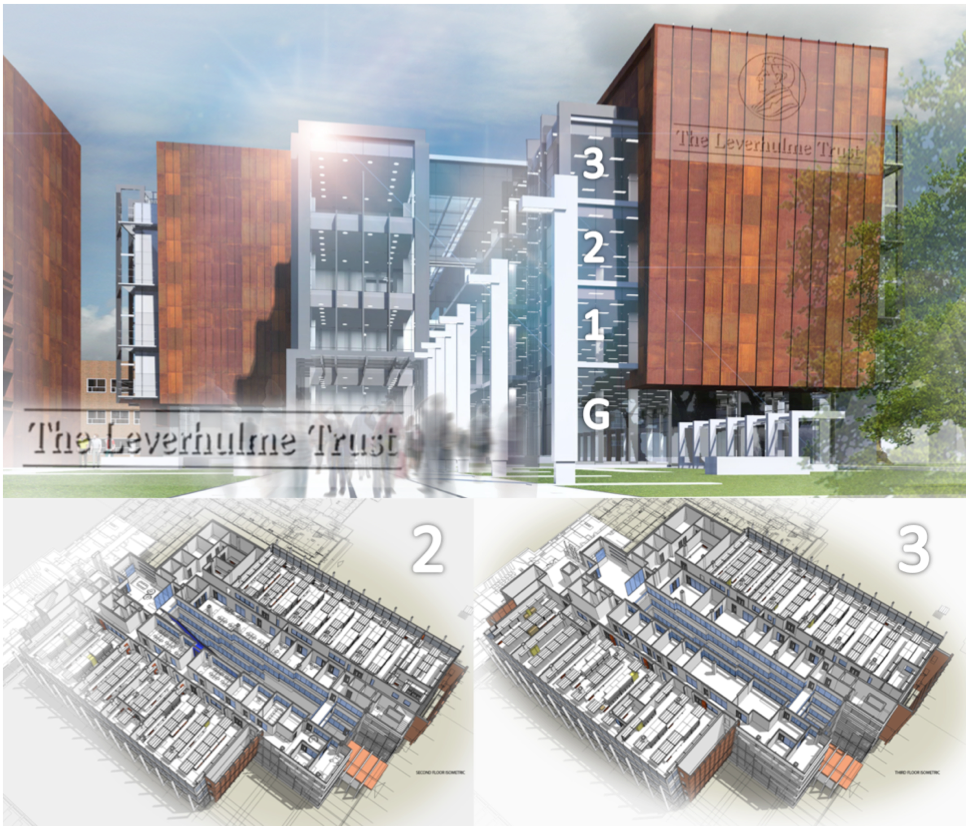 The Leverhulme Trust
3
2
1
G
The Leverhulme Trust
2
3
SECOND FLOOR ISOMETRIC
THIRD FLOOR ISOMETRIC